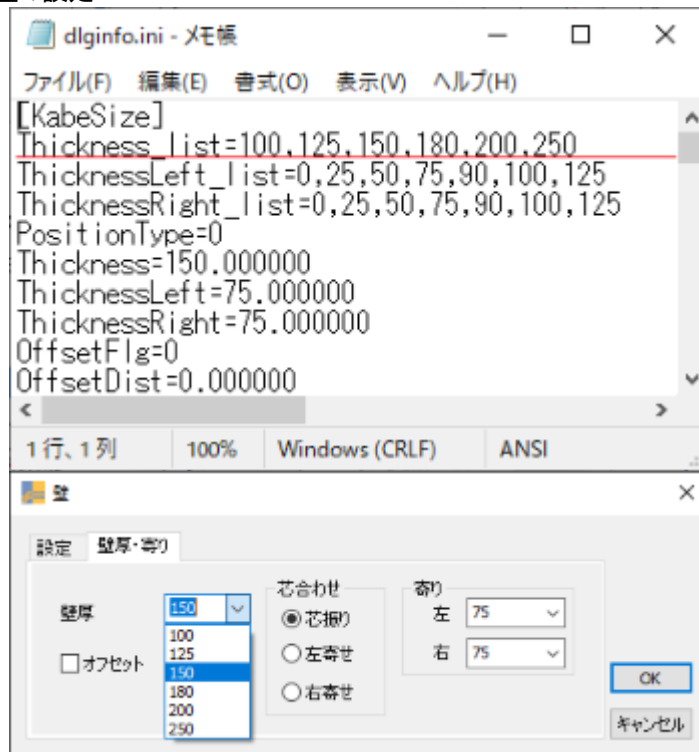 dlginfo.ini - メモ帳
ファイル(F) 編集(E) 書式(O) 表示(V) ヘルプ(H)
[KabeSize]
Thickness_list=100,125,150,180,200,250
ThicknessLeft_list=0,25,50,75,90,100,125
ThicknessRight_list=0,25,50,75,90,100,125
PositionType=0
Thickness=150.000000
ThicknessLeft=75.000000
ThicknessRight=75.000000
OffsetFlg=0
OffsetDist=0.000000
1行、1列 100% Windows (CRLF) ANSI
壁
設定 壁厚・寄り
壁厚 150
100
125
150
180
200
250
オフセット
芯合わせ
芯振り
左寄せ
右寄せ
寄り
左 75
右 75
OK
キャンセル